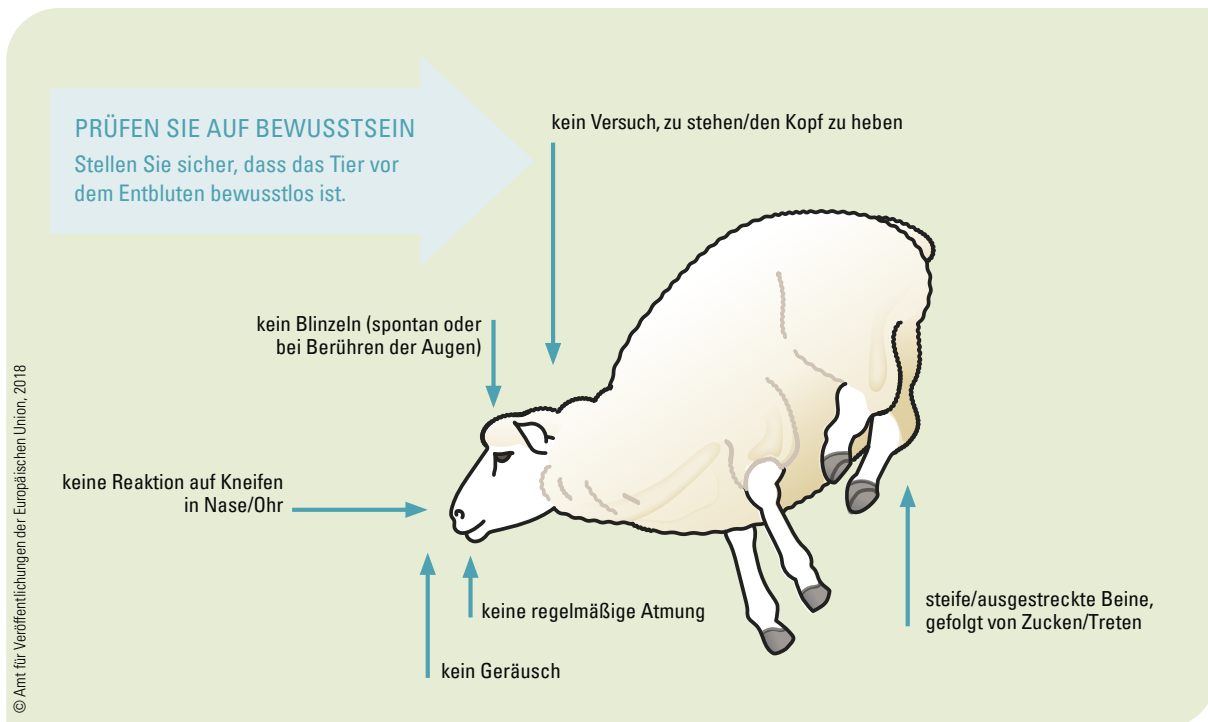 PRÜFEN SIE AUF BEWUSSTSEIN
Stellen Sie sicher, dass das Tier vor
dem Entbluten bewusstlos ist.
kein Versuch, zu stehen/den Kopf zu heben
kein Blinzeln (spontan oder
bei Berühren der Augen)
keine Reaktion auf Kneifen
in Nase/Ohr
keine regelmäßige Atmung
kein Geräusch
steife/ausgestreckte Beine,
gefolgt von Zucken/Treten
© Amt für Veröffentlichungen der Europäischen Union, 2018